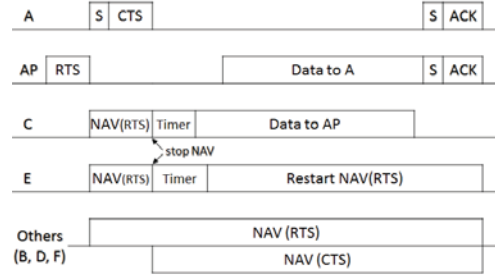 A S CTS S ACK
AP RTS Data to A S ACK
C NAV(RTS) Timer Data to AP
stop NAV
E NAV(RTS) Timer Restart NAV(RTS)
Others (B, D, F)
NAV (RTS)
NAV (CTS)